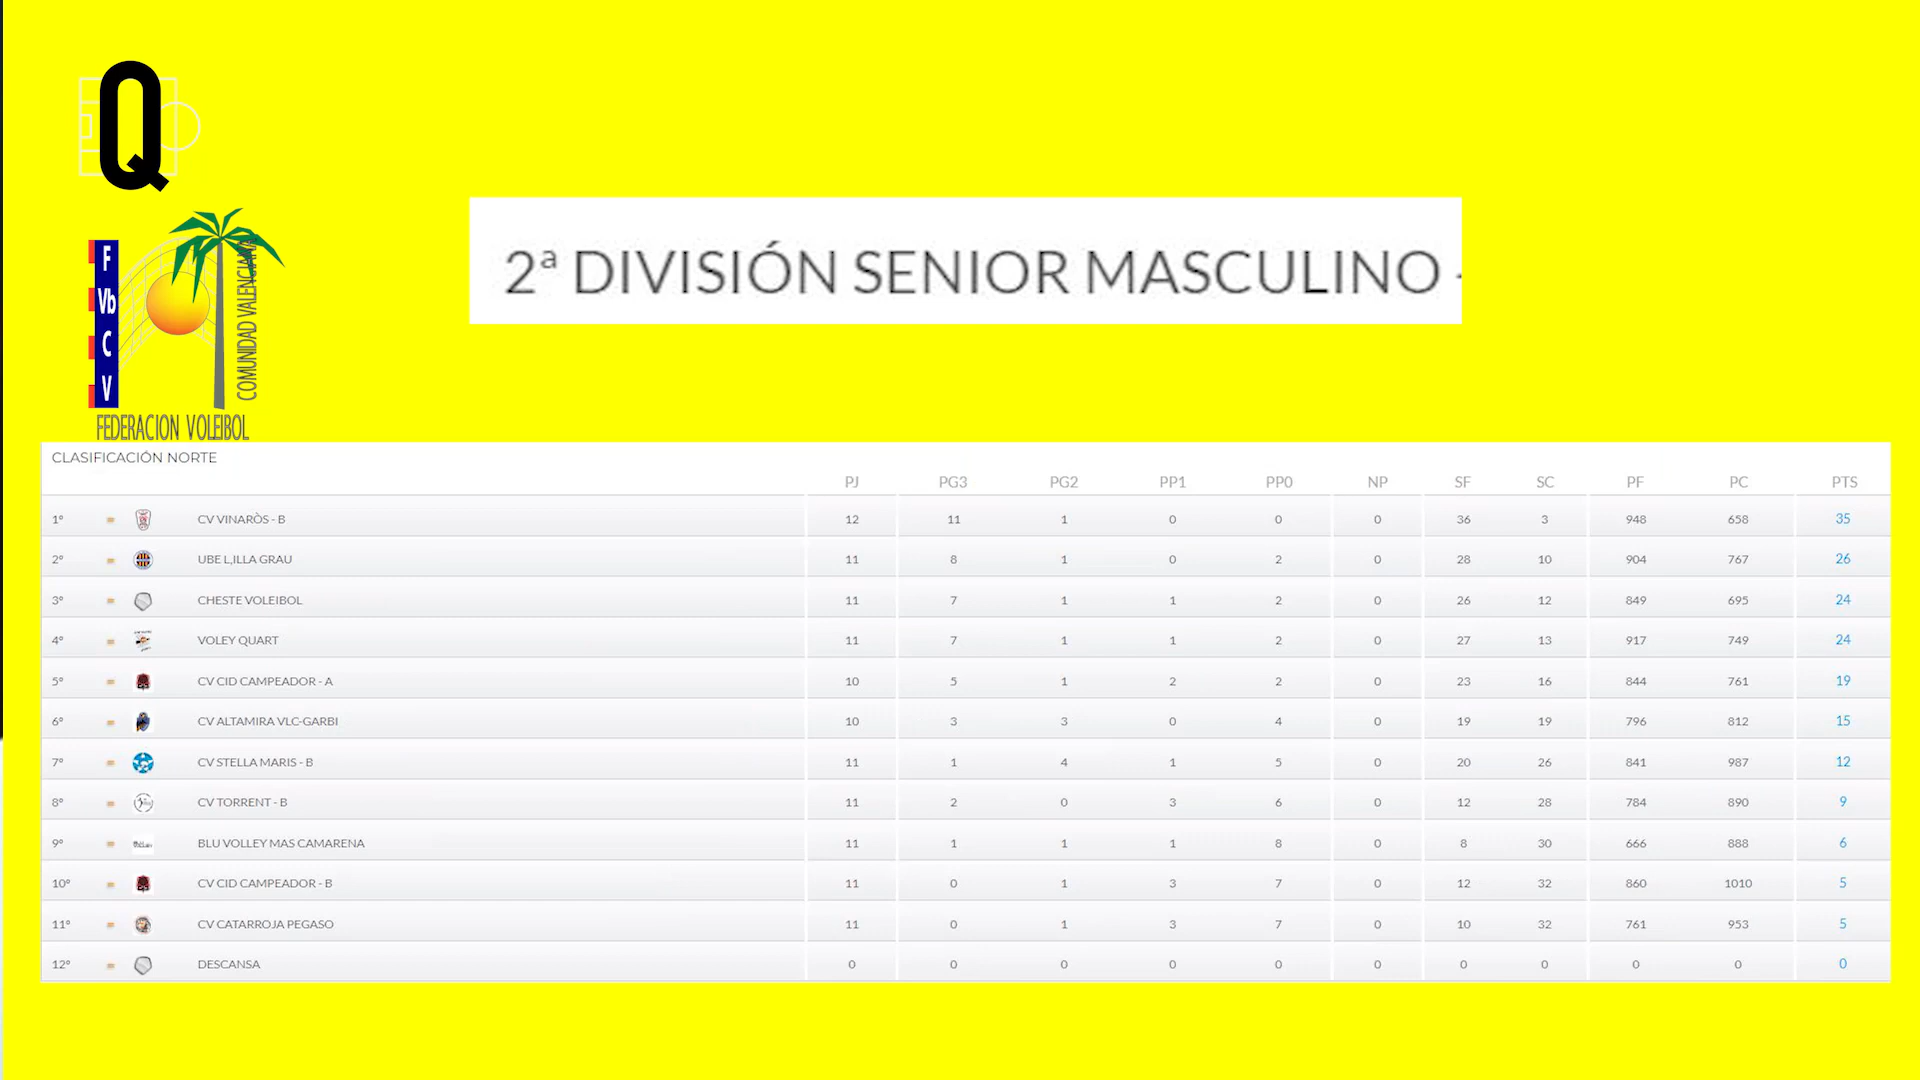 Q
F
Vb
C
V
COMUNIDAD VALENCIANA
FEDERACION VOLEIBOL
2ª DIVISIÓN SENIOR MASCULINO -
CLASIFICACIÓN NORTE
PJ PG3 PG2 PP1 PP0 NP SF SC PF PC PTS
1º CV VINARÒS - B 12 11 1 0 0 0 36 3 948 658 35
2º UBE L,ILLA GRAU 11 8 1 0 2 0 28 10 904 767 26
3º CHESTE VOLEIBOL 11 7 1 1 2 0 26 12 849 695 24
4º VOLEY QUART 11 7 1 1 2 0 27 13 917 749 24
5º CV CID CAMPEADOR - A 10 5 1 2 2 0 23 16 844 761 19
6º CV ALTAMIRA VLC-GARBI 10 3 3 0 4 0 19 19 796 812 15
7º CV STELLA MARIS - B 11 1 4 1 5 0 20 26 841 987 12
8º CV TORRENT - B 11 2 0 3 6 0 12 28 784 890 9
9º BLU VOLLEY MAS CAMARENA 11 1 1 1 8 0 8 30 666 888 6
10º CV CID CAMPEADOR - B 11 0 1 3 7 0 12 32 860 1010 5
11º CV CATARROJA PEGASO 11 0 1 3 7 0 10 32 761 953 5
12º DESCANSA 0 0 0 0 0 0 0 0 0 0 0